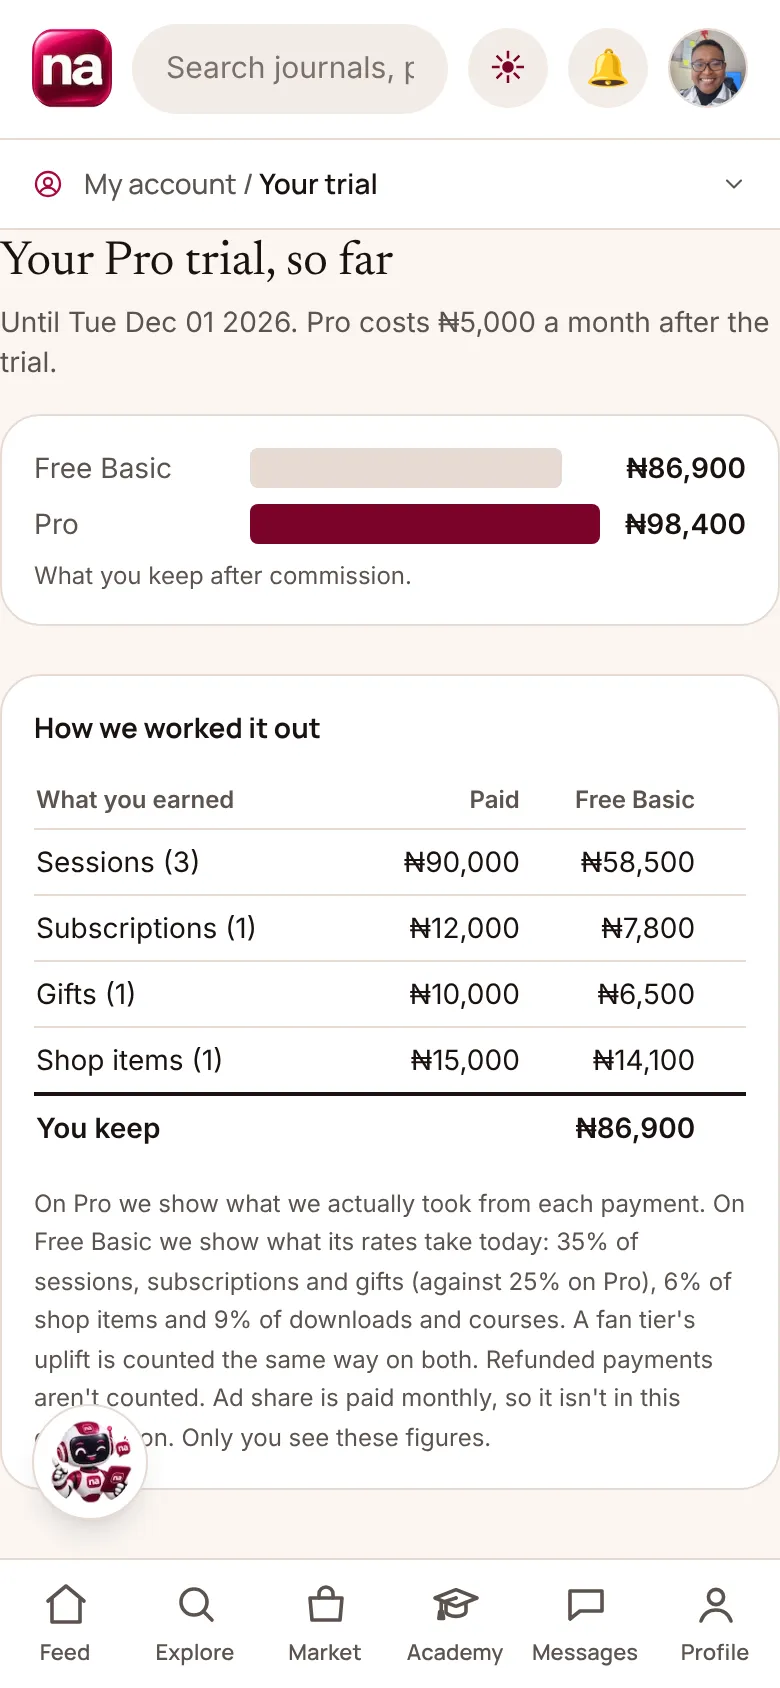 na
Search journals, p
My account / Your trial
Your Pro trial, so far
Until Tue Dec 01 2026. Pro costs ₦5,000 a month after the
trial.
Free Basic ₦86,900
Pro ₦98,400
What you keep after commission.
How we worked it out
What you earned Paid Free Basic
Sessions (3) ₦90,000 ₦58,500
Subscriptions (1) ₦12,000 ₦7,800
Gifts (1) ₦10,000 ₦6,500
Shop items (1) ₦15,000 ₦14,100
You keep ₦86,900
On Pro we show what we actually took from each payment. On
Free Basic we show what its rates take today: 35% of
sessions, subscriptions and gifts (against 25% on Pro), 6% of
shop items and 9% of downloads and courses. A fan tier's
uplift is counted the same way on both. Refunded payments
aren't counted. Ad share is paid monthly, so it isn't in this
on. Only you see these figures.
Feed Explore Market Academy Messages Profile